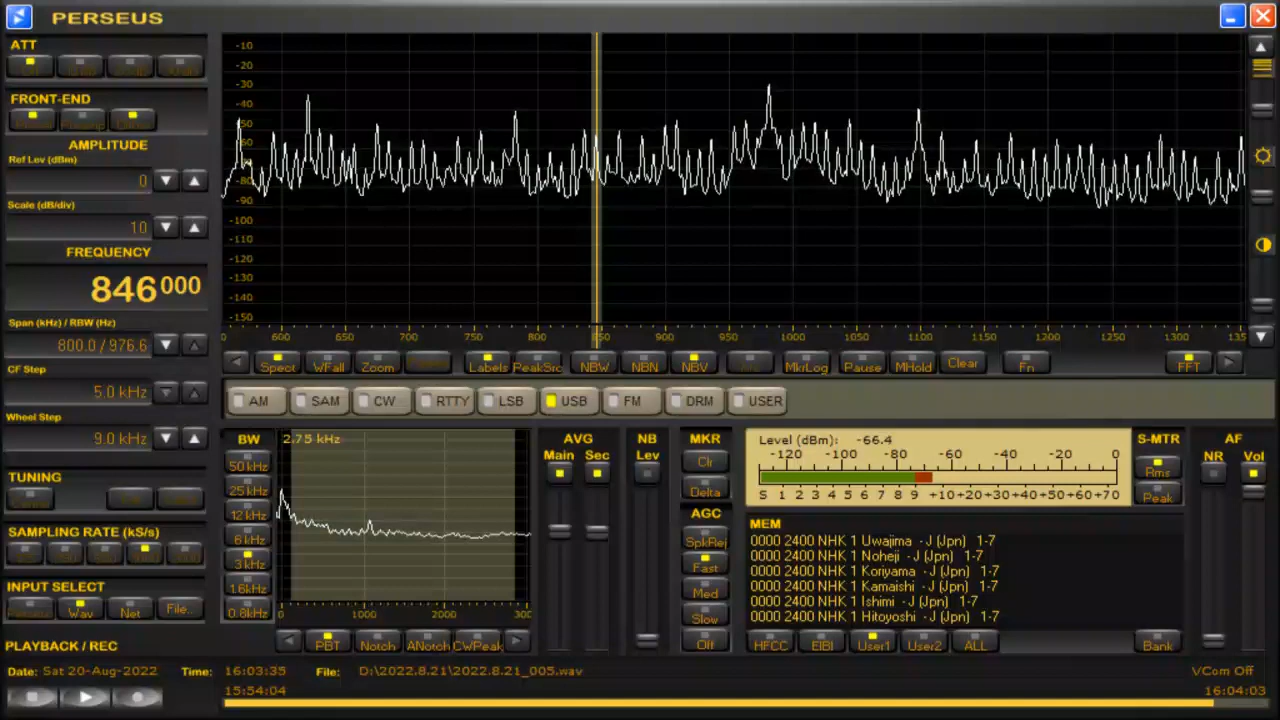 PERSEUS
ATT
FRONT-END
AMPLITUDE
Ref Lev (dBm)
0
Scale (dB/div)
10
FREQUENCY
846 000
Span (kHz) / RBW (Hz)
800.0 / 976.6
CF Step
5.0 kHz
Wheel Step
9.0 kHz
TUNING
SAMPLING RATE (kS/s)
INPUT SELECT
Wav Net File..
PLAYBACK / REC
-10
-20
-30
-40
-50
-60
-70
-80
-90
-100
-110
-120
-130
-140
-150
600 650 700 750 800 850 900 950 1000 1050 1100 1150 1200 1250 1300
Spect WFall Zoom Labels PeakSrc NBW NBN NBV MkrLog Pause MHold Clear Fn FFT
AM SAM CW RTTY LSB USB FM DRM USER
BW
50 kHz
25 kHz
12 kHz
6 kHz
3 kHz
1.6kHz
0.8kHz
2.75 kHz
0 1000 2000
PBT Notch ANotch CWPeak
AVG
Main Sec
NB
Lev
MKR
Clr
Delta
AGC
SpkRej
Fast
Med
Slow
Off
Level (dBm): -66.4
-120 -100 -80 -60 -40 -20 0
S 1 2 3 4 5 6 7 8 9 +10+20+30+40+50+60+70
S-MTR
Rms
Peak
AF
NR Vol
MEM
0000 2400 NHK 1 Uwajima - J (Jpn) 1-7
0000 2400 NHK 1 Noheji - J (Jpn) 1-7
0000 2400 NHK 1 Koriyama - J (Jpn) 1-7
0000 2400 NHK 1 Kamaishi - J (Jpn) 1-7
0000 2400 NHK 1 Ishimi - J (Jpn) 1-7
0000 2400 NHK 1 Hitoyoshi - J (Jpn) 1-7
HFCC EIBI User1 User2 ALL Bank
Date: Sat 20-Aug-2022 Time: 16:03:35 File: D:\2022.8.21\2022.8.21_005.wav VCom Off
15:54:04 16:04:03